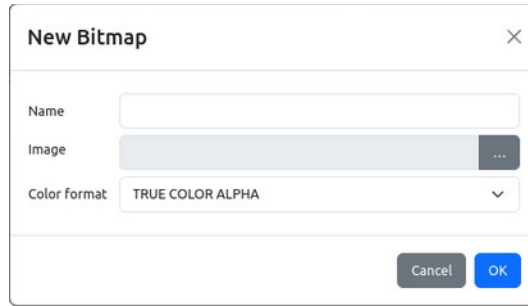 New Bitmap
Name
Image
...
Color format TRUE COLOR ALPHA
Cancel OK